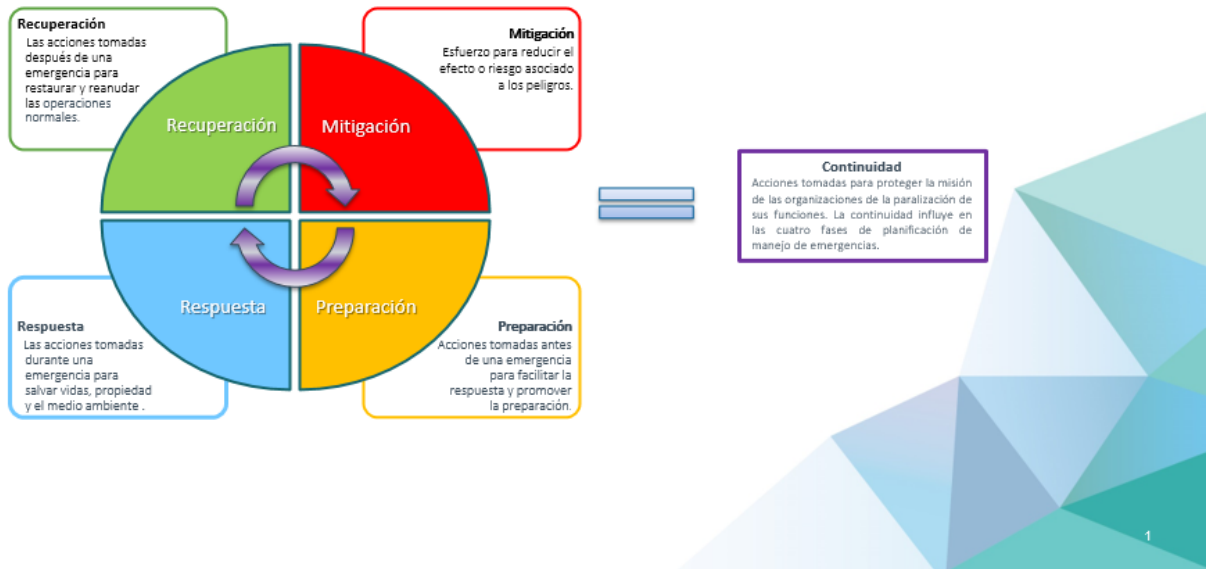 Recuperación
Las acciones tomadas
después de una
emergencia para
restaurar y reanudar
las operaciones
normales.
Mitigación
Esfuerzo para reducir el
efecto o riesgo asociado
a los peligros.
Recuperación
Mitigación
Respuesta
Preparación
Respuesta
Las acciones tomadas
durante una
emergencia para
salvar vidas, propiedad
y el medio ambiente .
Preparación
Acciones tomadas antes
de una emergencia
para facilitar la
respuesta y promover
la preparación.
Continuidad
Acciones tomadas para proteger la misión
de las organizaciones de la paralización de
sus funciones. La continuidad influye en
las cuatro fases de planificación de
manejo de emergencias.
1